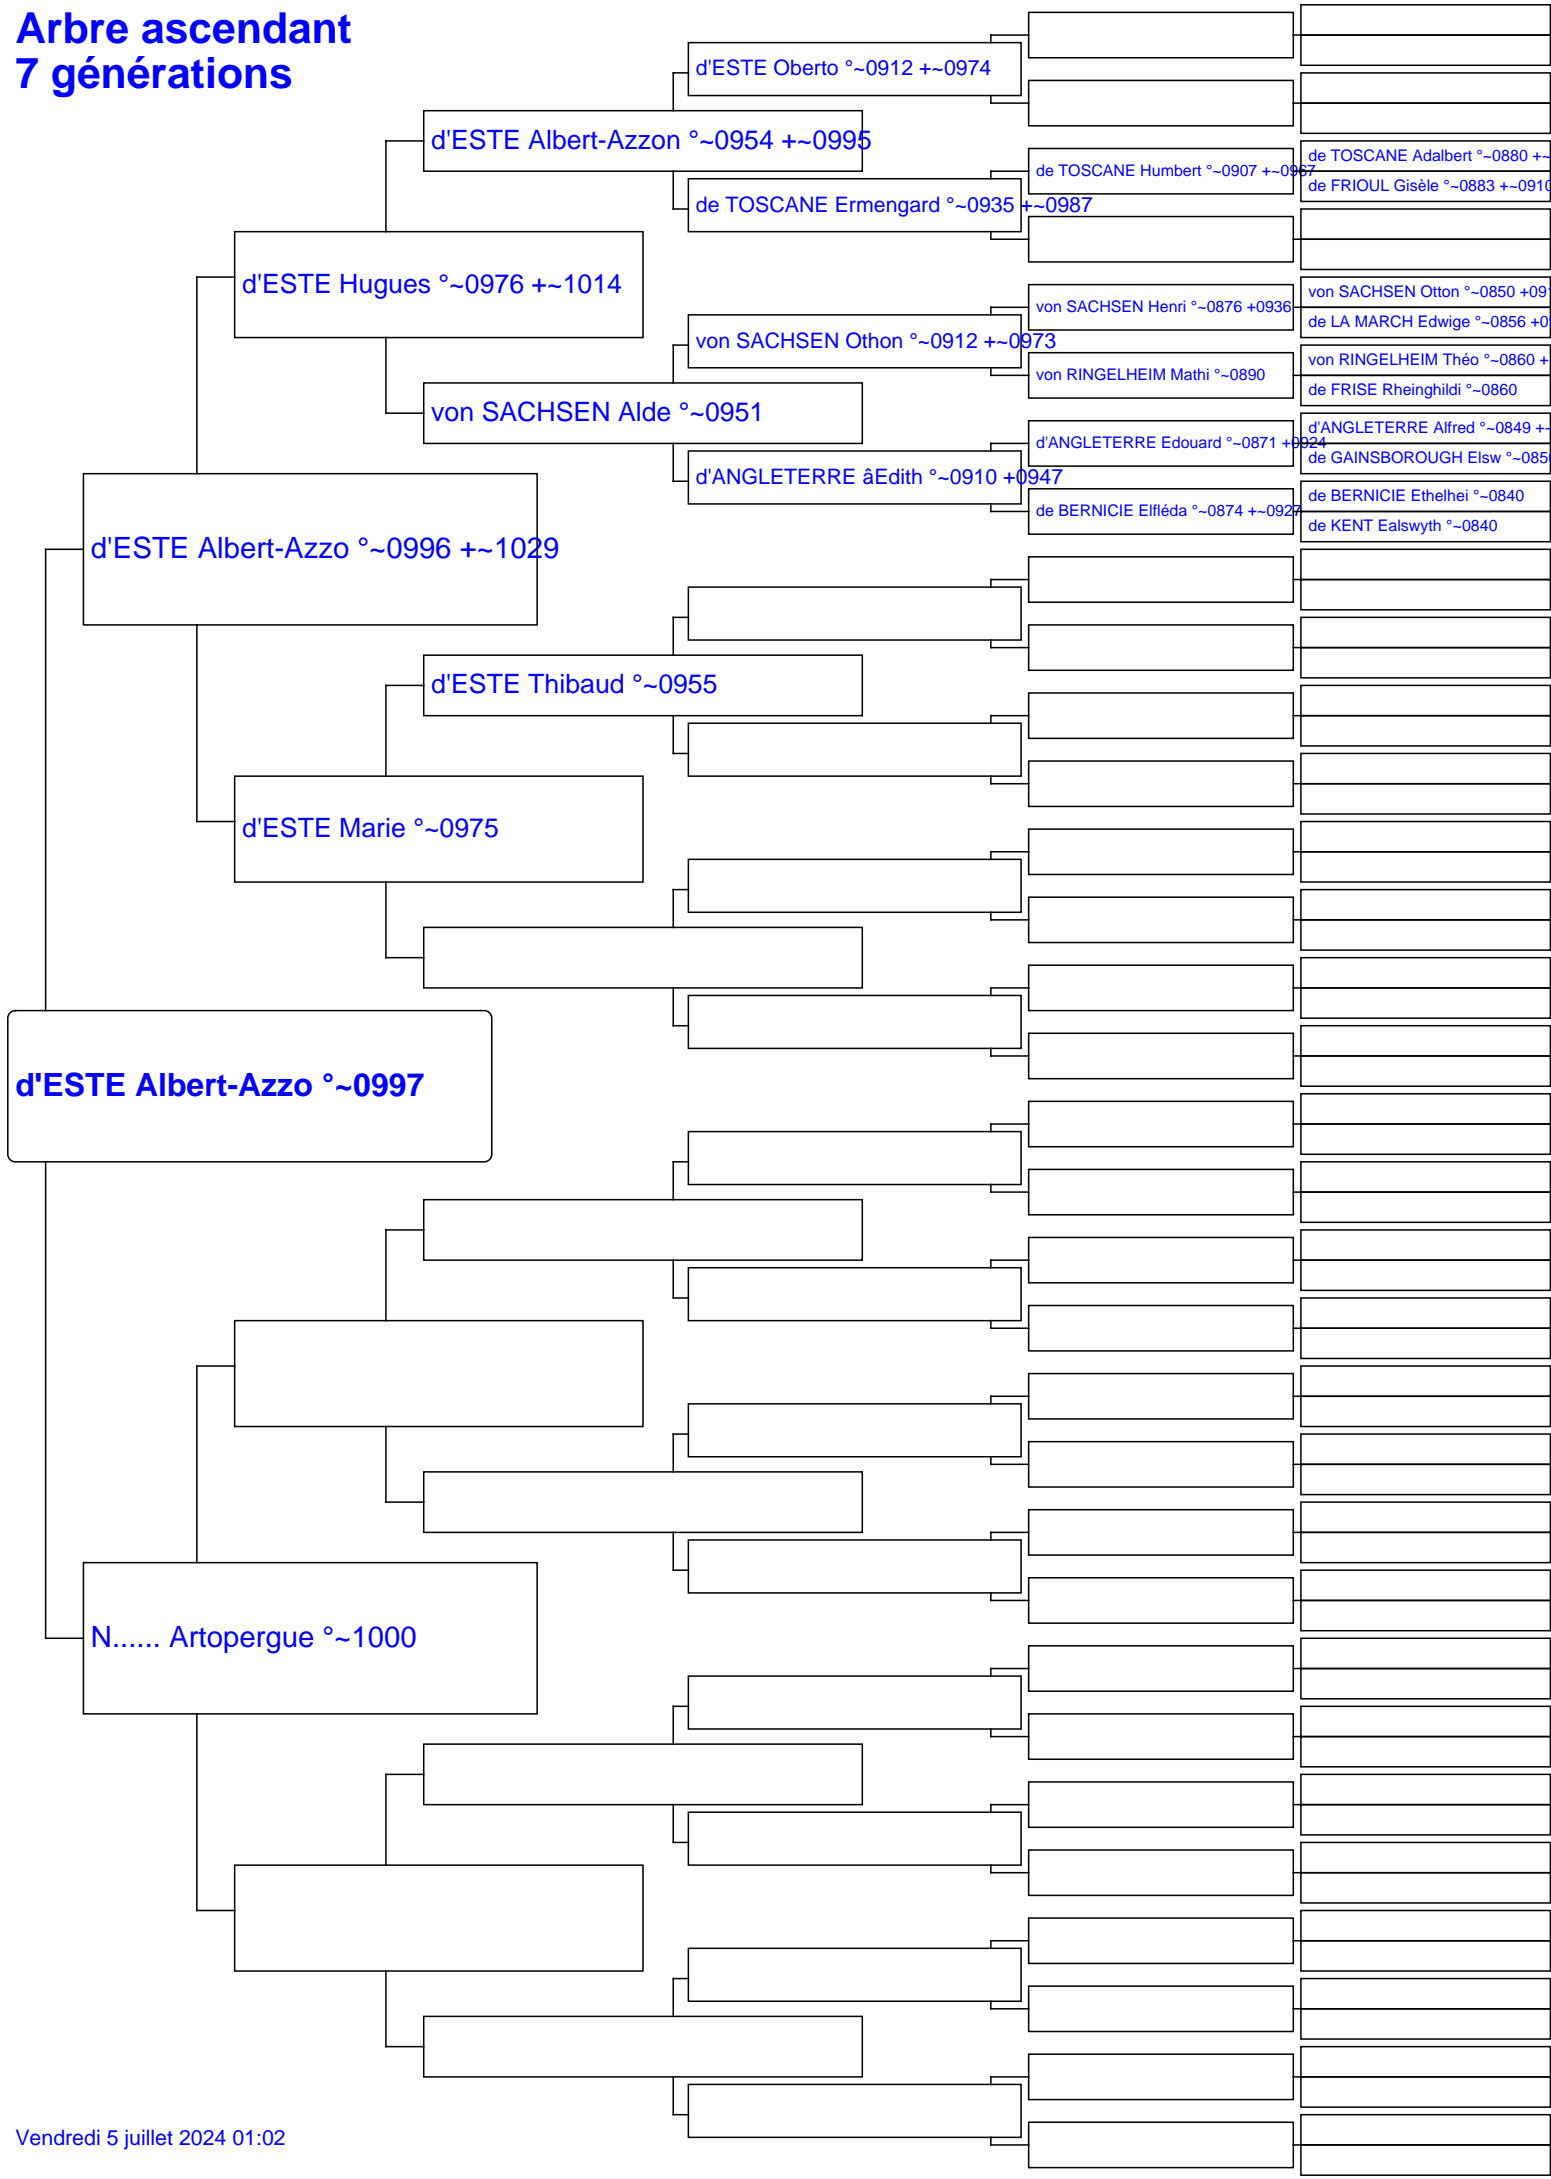 Arbre ascendant
7 générations
d'ESTE Oberto °~0912 +~0974
d'ESTE Albert-Azzon °~0954 +~0995
de TOSCANE Humbert °~0907 +~0967
de TOSCANE Adalbert °~0880 +~
de FRIOUL Gisèle °~0883 +~0910
de TOSCANE Ermengard °~0935 +~0987
d'ESTE Hugues °~0976 +~1014
von SACHSEN Henri °~0876 +0936
von SACHSEN Otton °~0850 +091
de LA MARCH Edwige °~0856 +09
von SACHSEN Othon °~0912 +~0973
von RINGELHEIM Mathi °~0890
von RINGELHEIM Théo °~0860 +
de FRISE Rheinghildi °~0860
von SACHSEN Alde °~0951
d'ANGLETERRE Edouard °~0871 +0924
d'ANGLETERRE Alfred °~0849 +~
de GAINSBOROUGH Elsw °~0850
d'ANGLETERRE âEdith °~0910 +0947
de BERNICIE Elfléda °~0874 +~0927
de BERNICIE Ethelhei °~0840
de KENT Ealswyth °~0840
d'ESTE Albert-Azzo °~0996 +~1029
d'ESTE Thibaud °~0955
d'ESTE Marie °~0975
d'ESTE Albert-Azzo °~0997
N...... Artopergue °~1000
Vendredi 5 juillet 2024 01:02